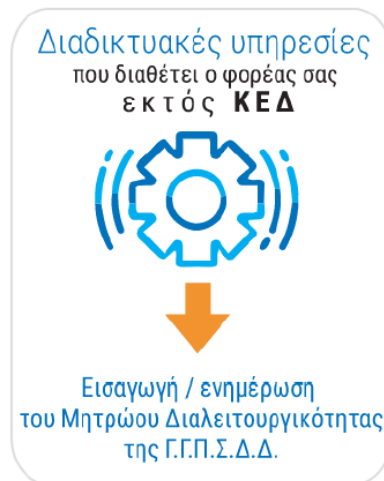 Διαδικτυακές υπηρεσίες
που διαθέτει ο φορέας σας
εκτός ΚΕΔ
Εισαγωγή / ενημέρωση
του Μητρώου Διαλειτουργικότητας
της Γ.Γ.Π.Σ.Δ.Δ.